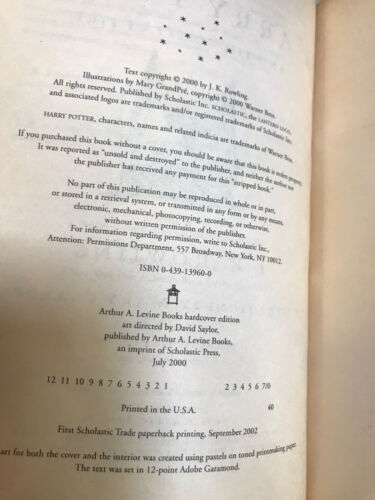 Text copyright © 2000 by J. K. Rowling.
Illustrations by Mary GrandPré, copyright © 2000 Warner Bros.
All rights reserved. Published by Scholastic Inc. SCHOLASTIC, the LANTERN LOGO,
and associated logos are trademarks and/or registered trademarks of Scholastic Inc.
HARRY POTTER, characters, names and related indicia are trademarks of Warner Bros.
If you purchased this book without a cover, you should be aware that this book is stolen property.
It was reported as "unsold and destroyed" to the publisher, and neither the author nor
the publisher has received any payment for this "stripped book."
No part of this publication may be reproduced in whole or in part,
or stored in a retrieval system, or transmitted in any form or by any means,
electronic, mechanical, photocopying, recording, or otherwise,
without written permission of the publisher.
For information regarding permission, write to Scholastic Inc.,
Attention: Permissions Department, 557 Broadway, New York, NY 10012.
ISBN 0-439-13960-0
Arthur A. Levine Books hardcover edition
art directed by David Saylor,
published by Arthur A. Levine Books,
an imprint of Scholastic Press,
July 2000
12 11 10 9 8 7 6 5 4 3 2 1 2 3 4 5 6 7/0
Printed in the U.S.A. 40
First Scholastic Trade paperback printing, September 2002
art for both the cover and the interior was created using pastels on toned printmaking paper.
The text was set in 12-point Adobe Garamond.